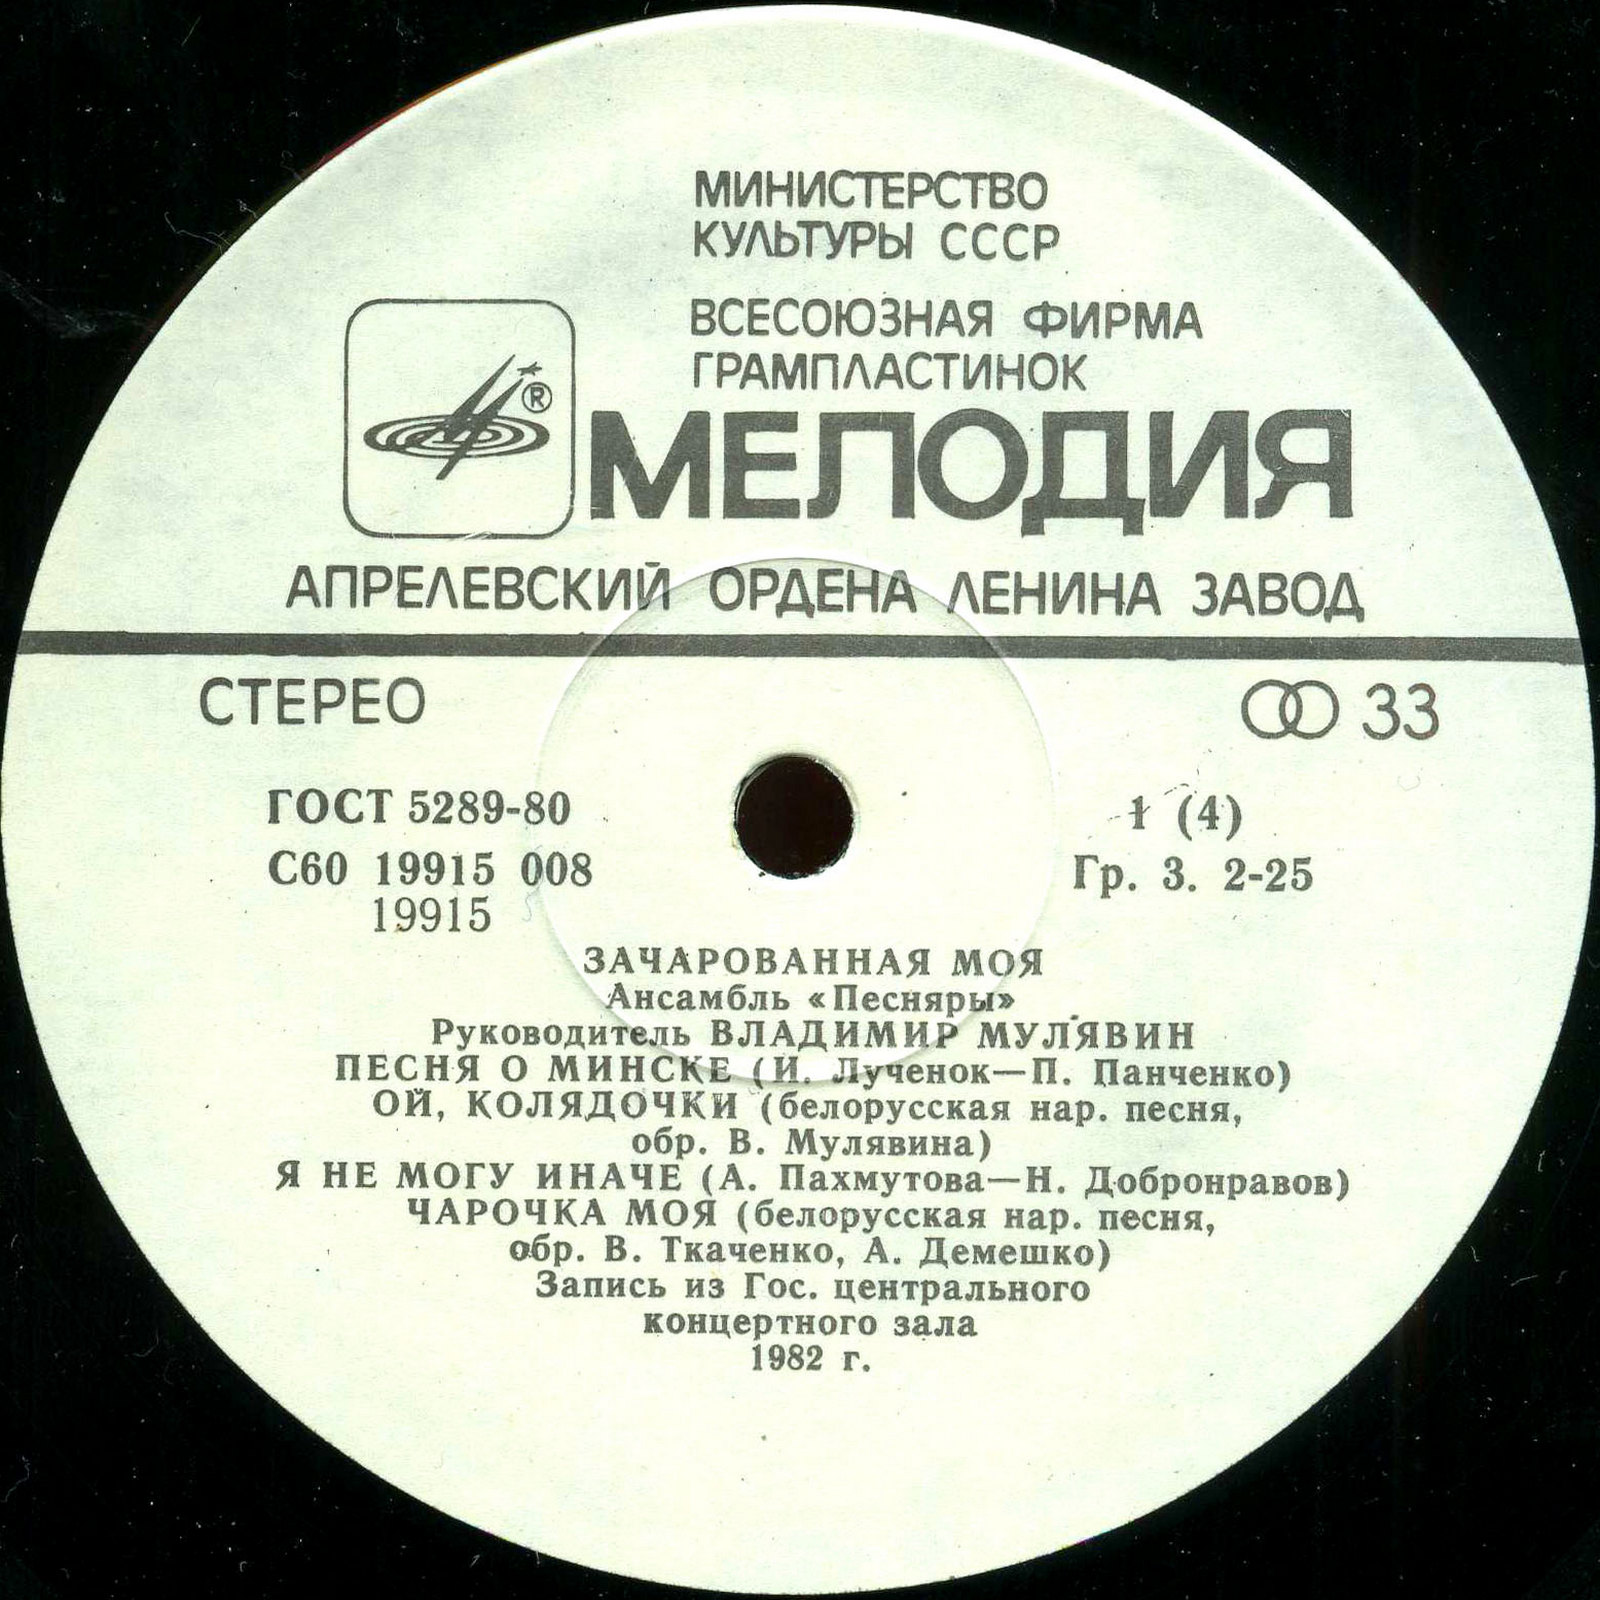 МИНИСТЕРСТВО
КУЛЬТУРЫ СССР
ВСЕСОЮЗНАЯ ФИРМА
ГРАМПЛАСТИНОК
®
МЕЛОДИЯ
АПРЕЛЕВСКИЙ ОРДЕНА ЛЕНИНА ЗАВОД
СТЕРЕО
33
ГОСТ 5289-80
1 (4)
С60 19915 008
Гр. 3. 2-25
19915
ЗАЧАРОВАННАЯ МОЯ
Ансамбль «Песняры»
Руководитель ВЛАДИМИР МУЛЯВИН
ПЕСНЯ О МИНСКЕ (И. Лученок—П. Панченко)
ОЙ, КОЛЯДОЧКИ (белорусская нар. песня,
обр. В. Мулявина)
Я НЕ МОГУ ИНАЧЕ (А. Пахмутова—Н. Добронравов)
ЧАРОЧКА МОЯ (белорусская нар. песня,
обр. В. Ткаченко, А. Демешко)
Запись из Гос. центрального
концертного зала
1982 г.